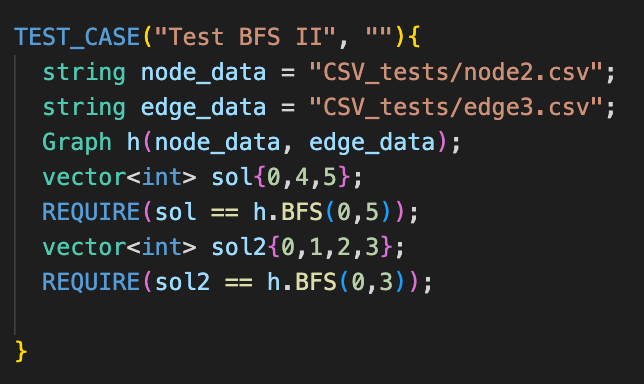 TEST_CASE("Test BFS II", ""){
string node_data = "CSV_tests/node2.csv";
string edge_data = "CSV_tests/edge3.csv";
Graph h(node_data, edge_data);
vector<int> sol{0,4,5};
REQUIRE(sol == h.BFS(0,5));
vector<int> sol2{0,1,2,3};
REQUIRE(sol2 == h.BFS(0,3));
}